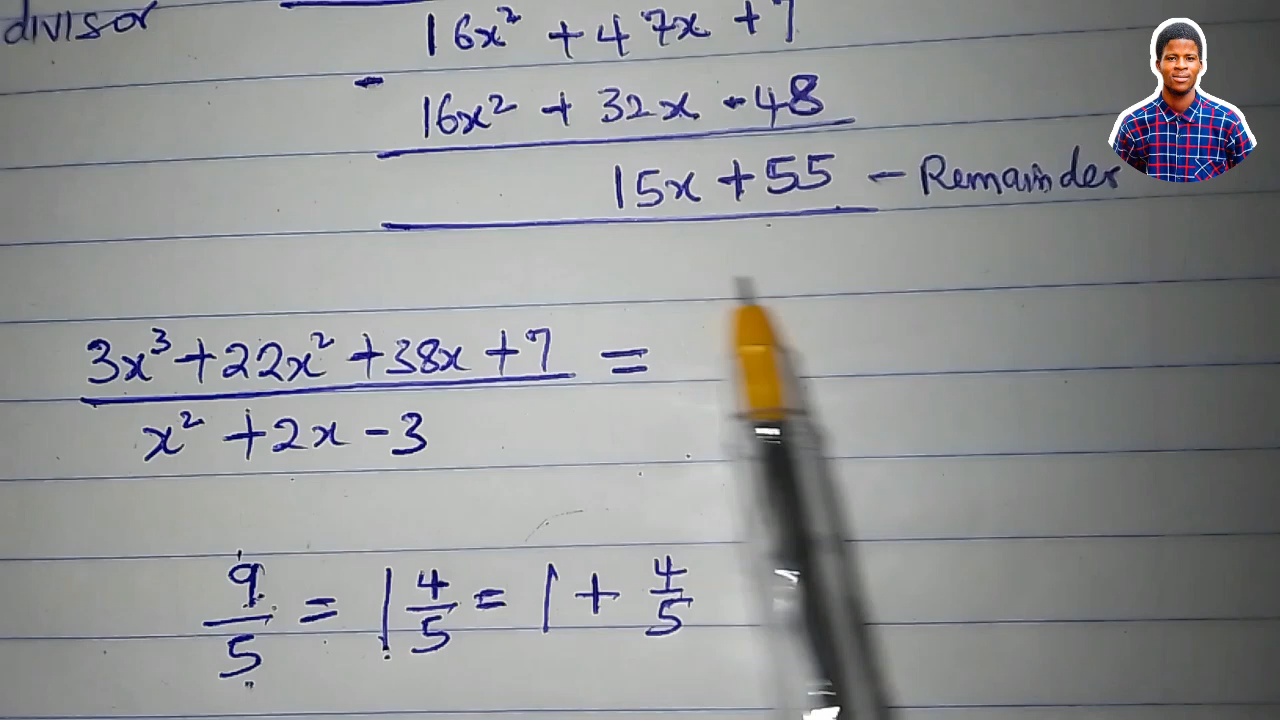 divisor
16x² + 47x + 7
- 16x² + 32x - 48
15x + 55 - Remainder
3x³ + 22x² + 38x + 7 =
x² + 2x - 3
9/5 = 1 4/5 = 1 + 4/5